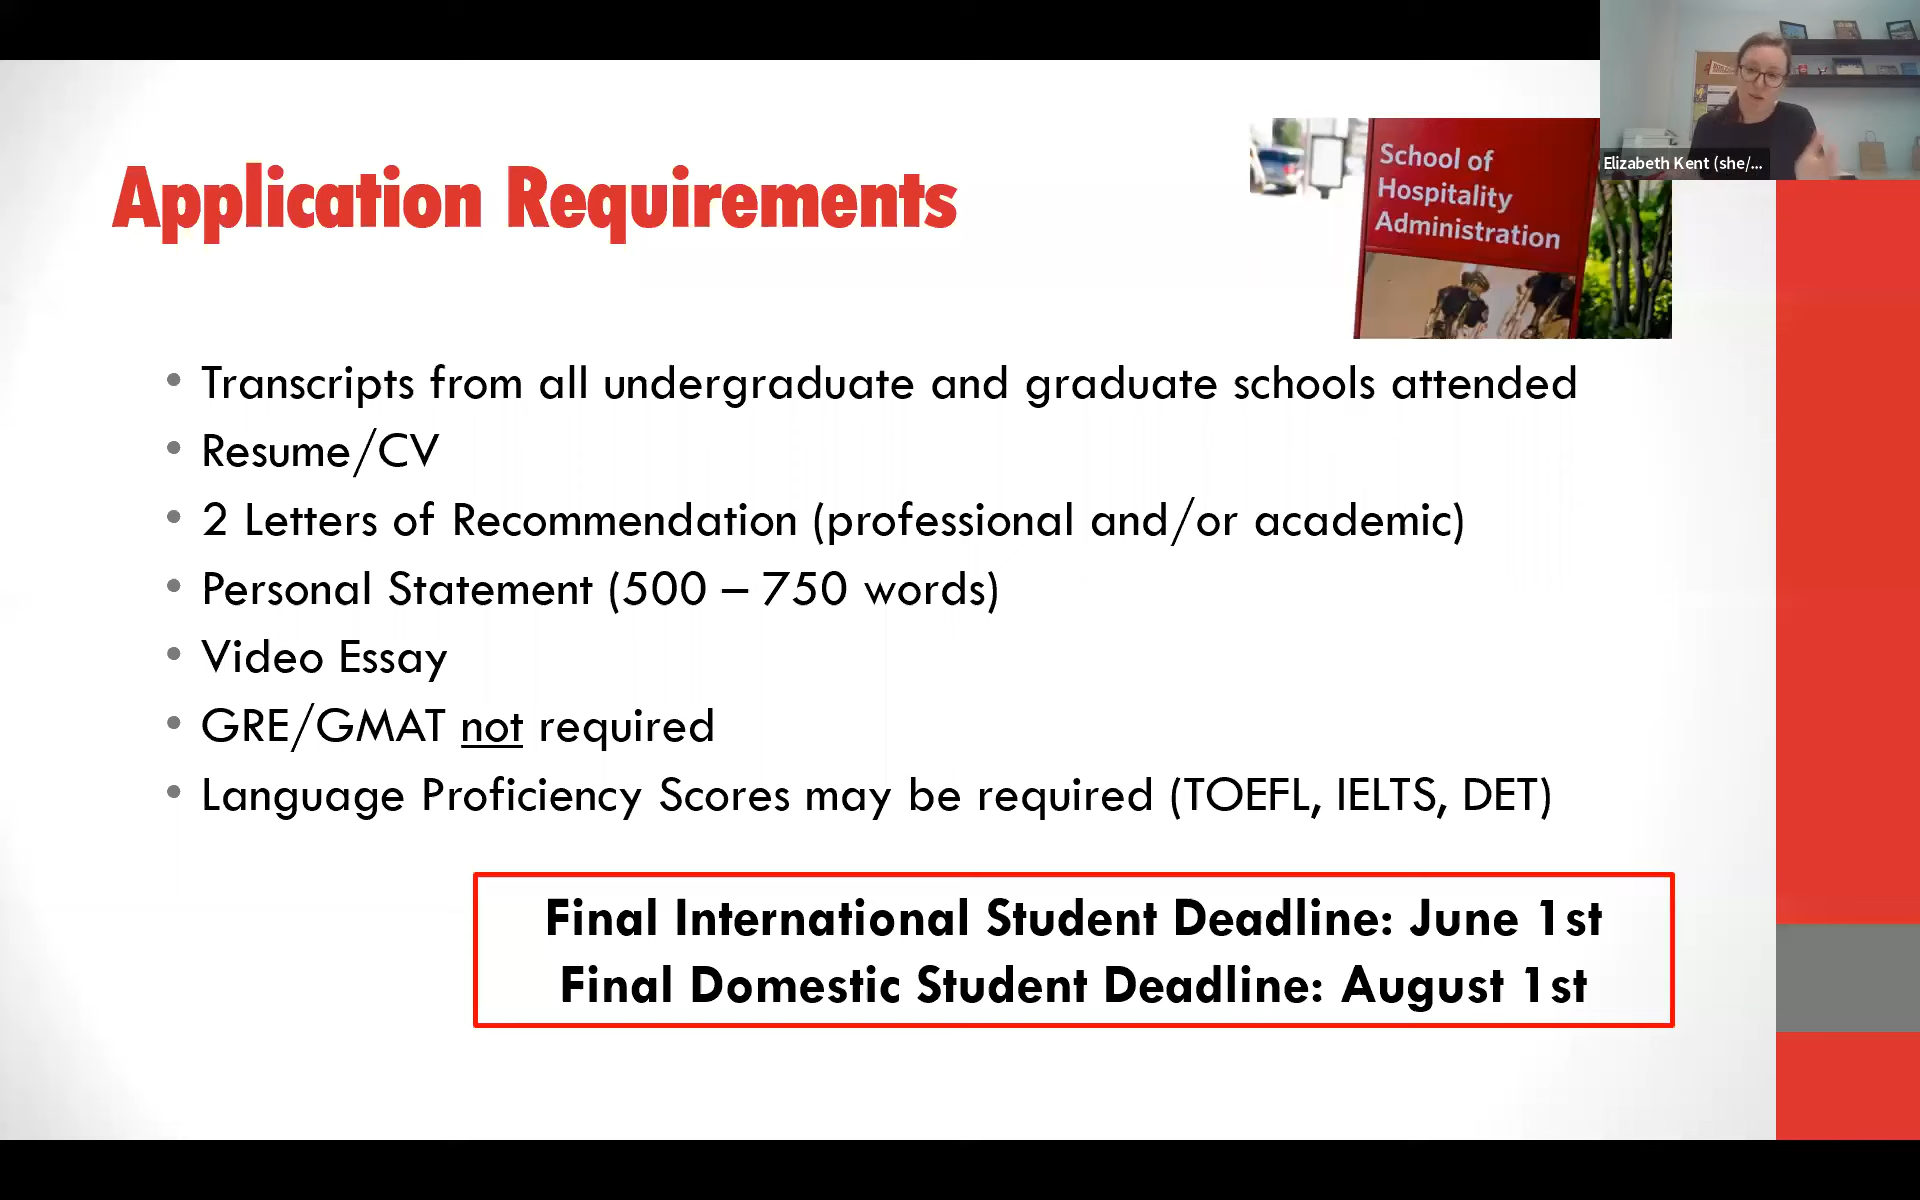 Application Requirements
School of
Hospitality
Administration
Elizabeth Kent (she/...
• Transcripts from all undergraduate and graduate schools attended
• Resume/CV
• 2 Letters of Recommendation (professional and/or academic)
• Personal Statement (500 – 750 words)
• Video Essay
• GRE/GMAT not required
• Language Proficiency Scores may be required (TOEFL, IELTS, DET)
Final International Student Deadline: June 1st
Final Domestic Student Deadline: August 1st